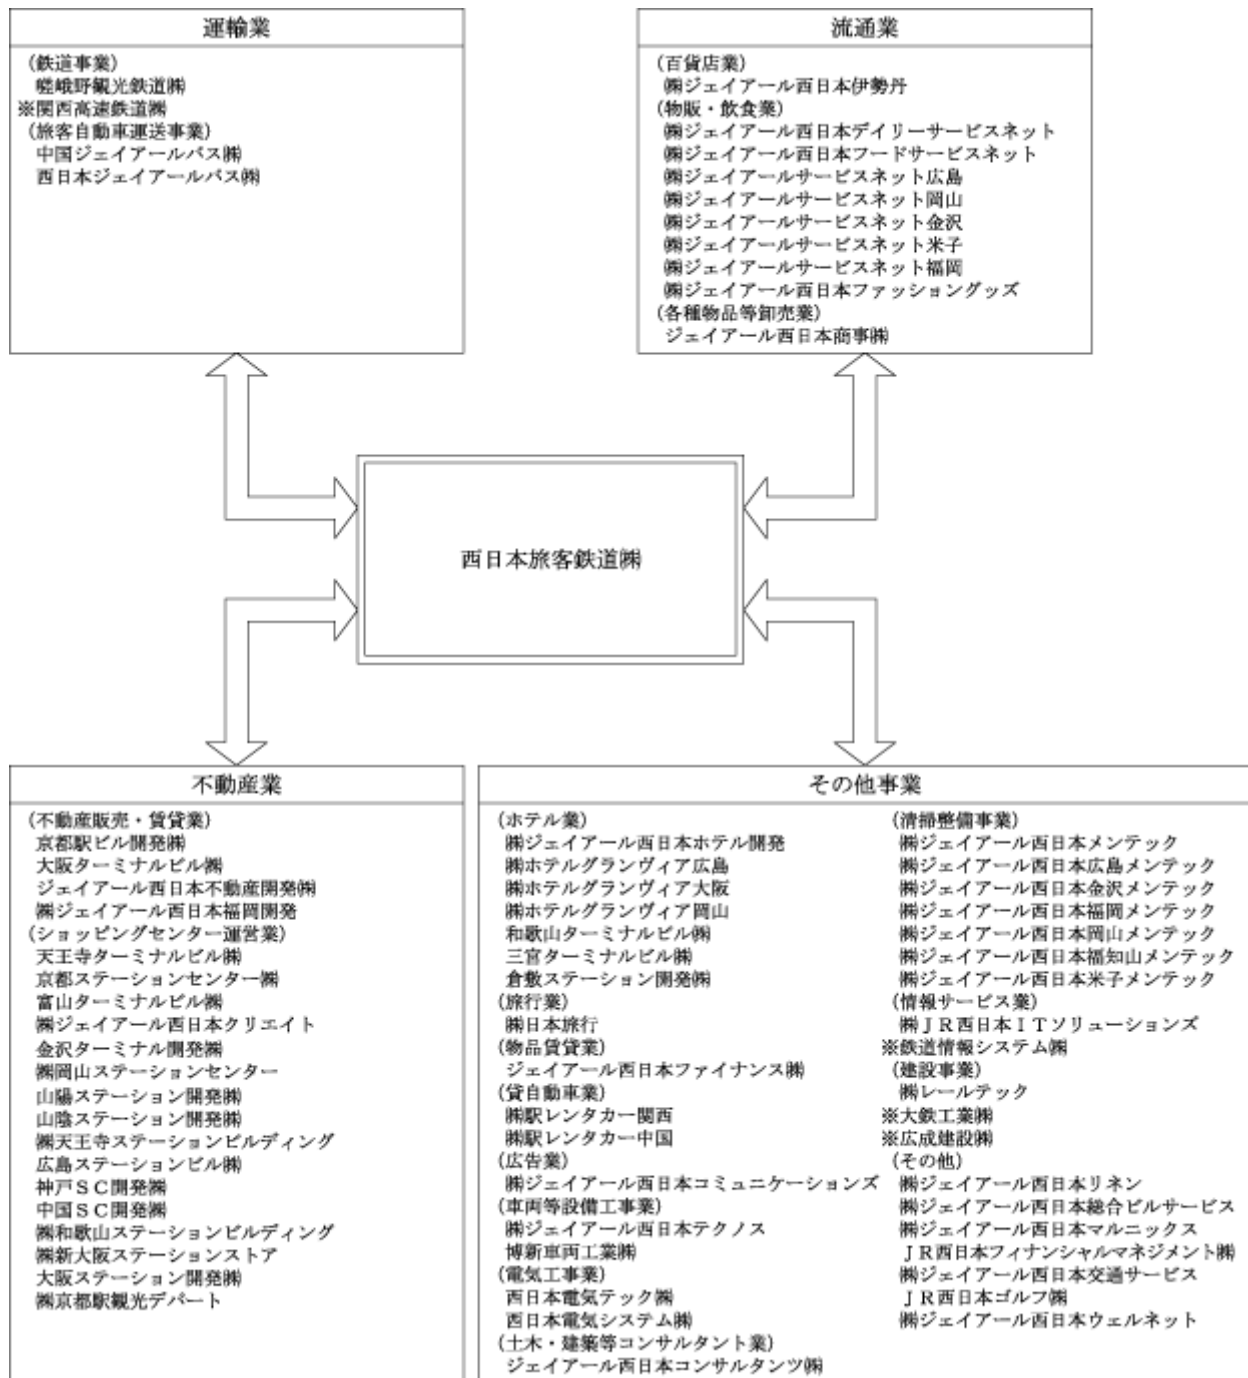 運輸業
(鉄道事業)
嵯峨野観光鉄道㈱
※関西高速鉄道㈱
(旅客自動車運送事業)
中国ジェイアールバス㈱
西日本ジェイアールバス㈱
流通業
(百貨店業)
㈱ジェイアール西日本伊勢丹
(物販・飲食業)
㈱ジェイアール西日本デイリーサービスネット
㈱ジェイアール西日本フードサービスネット
㈱ジェイアールサービスネット広島
㈱ジェイアールサービスネット岡山
㈱ジェイアールサービスネット金沢
㈱ジェイアールサービスネット米子
㈱ジェイアールサービスネット福岡
㈱ジェイアール西日本ファッショングッズ
(各種物品等卸売業)
ジェイアール西日本商事㈱
西日本旅客鉄道㈱
不動産業
(不動産販売・賃貸業)
京都駅ビル開発㈱
大阪ターミナルビル㈱
ジェイアール西日本不動産開発㈱
㈱ジェイアール西日本福岡開発
(ショッピングセンター運営業)
天王寺ターミナルビル㈱
京都ステーションセンター㈱
富山ターミナルビル㈱
㈱ジェイアール西日本クリエイト
金沢ターミナル開発㈱
㈱岡山ステーションセンター
山陽ステーション開発㈱
山陰ステーション開発㈱
㈱天王寺ステーションビルディング
広島ステーションビル㈱
神戸ＳＣ開発㈱
中国ＳＣ開発㈱
㈱和歌山ステーションビルディング
㈱新大阪ステーションストア
大阪ステーション開発㈱
㈱京都駅観光デパート
その他事業
(ホテル業)
㈱ジェイアール西日本ホテル開発
㈱ホテルグランヴィア広島
㈱ホテルグランヴィア大阪
㈱ホテルグランヴィア岡山
和歌山ターミナルビル㈱
三宮ターミナルビル㈱
倉敷ステーション開発㈱
(旅行業)
㈱日本旅行
(物品賃貸業)
ジェイアール西日本ファイナンス㈱
(貸自動車業)
㈱駅レンタカー関西
㈱駅レンタカー中国
(広告業)
㈱ジェイアール西日本コミュニケーションズ
(車両等設備工事業)
㈱ジェイアール西日本テクノス
博新車両工業㈱
(電気工事業)
西日本電気テック㈱
西日本電気システム㈱
(土木・建築等コンサルタント業)
ジェイアール西日本コンサルタンツ㈱
(清掃整備事業)
㈱ジェイアール西日本メンテック
㈱ジェイアール西日本広島メンテック
㈱ジェイアール西日本金沢メンテック
㈱ジェイアール西日本福岡メンテック
㈱ジェイアール西日本岡山メンテック
㈱ジェイアール西日本福知山メンテック
㈱ジェイアール西日本米子メンテック
(情報サービス業)
㈱ＪＲ西日本ＩＴソリューションズ
※鉄道情報システム㈱
(建設事業)
㈱レールテック
※大鉄工業㈱
※広成建設㈱
(その他)
㈱ジェイアール西日本リネン
㈱ジェイアール西日本総合ビルサービス
㈱ジェイアール西日本マルニックス
ＪＲ西日本フィナンシャルマネジメント㈱
㈱ジェイアール西日本交通サービス
ＪＲ西日本ゴルフ㈱
㈱ジェイアール西日本ウェルネット